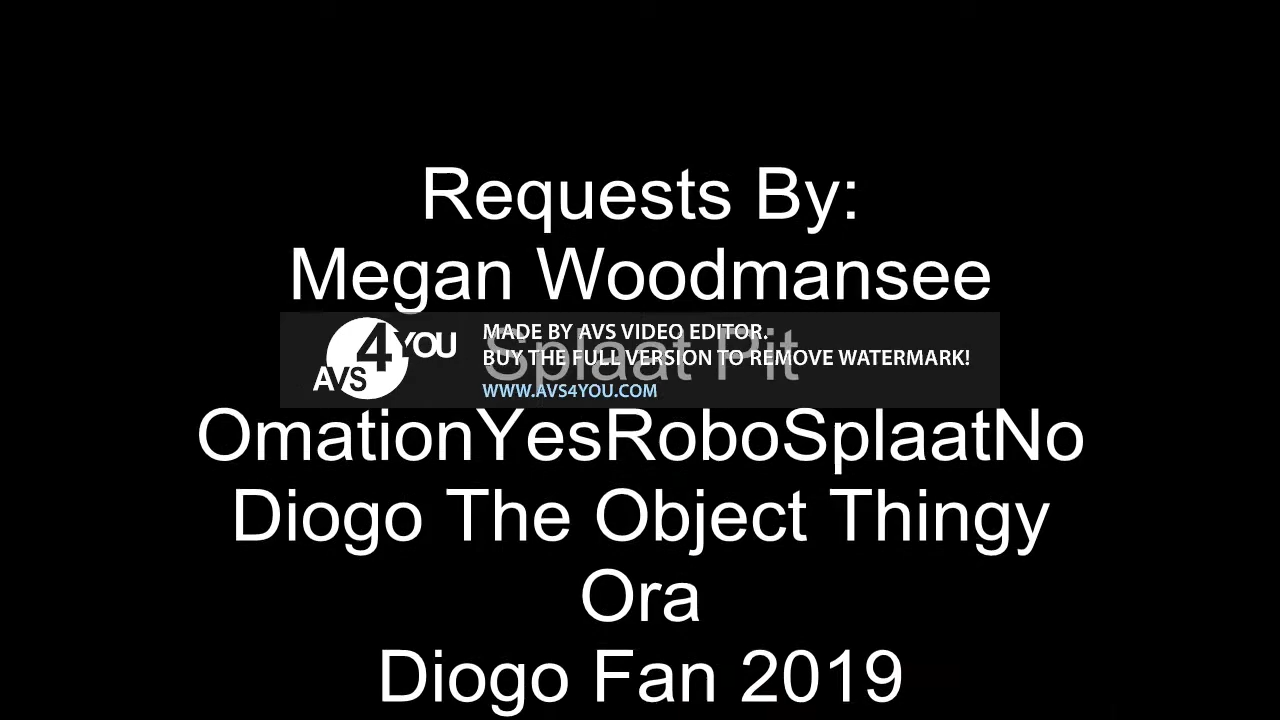 Requests By:
Megan Woodmansee
Splaat Pit
AVS4YOU
MADE BY AVS VIDEO EDITOR.
BUY THE FULL VERSION TO REMOVE WATERMARK!
WWW.AVS4YOU.COM
OmationYesRoboSplaatNo
Diogo The Object Thingy
Ora
Diogo Fan 2019